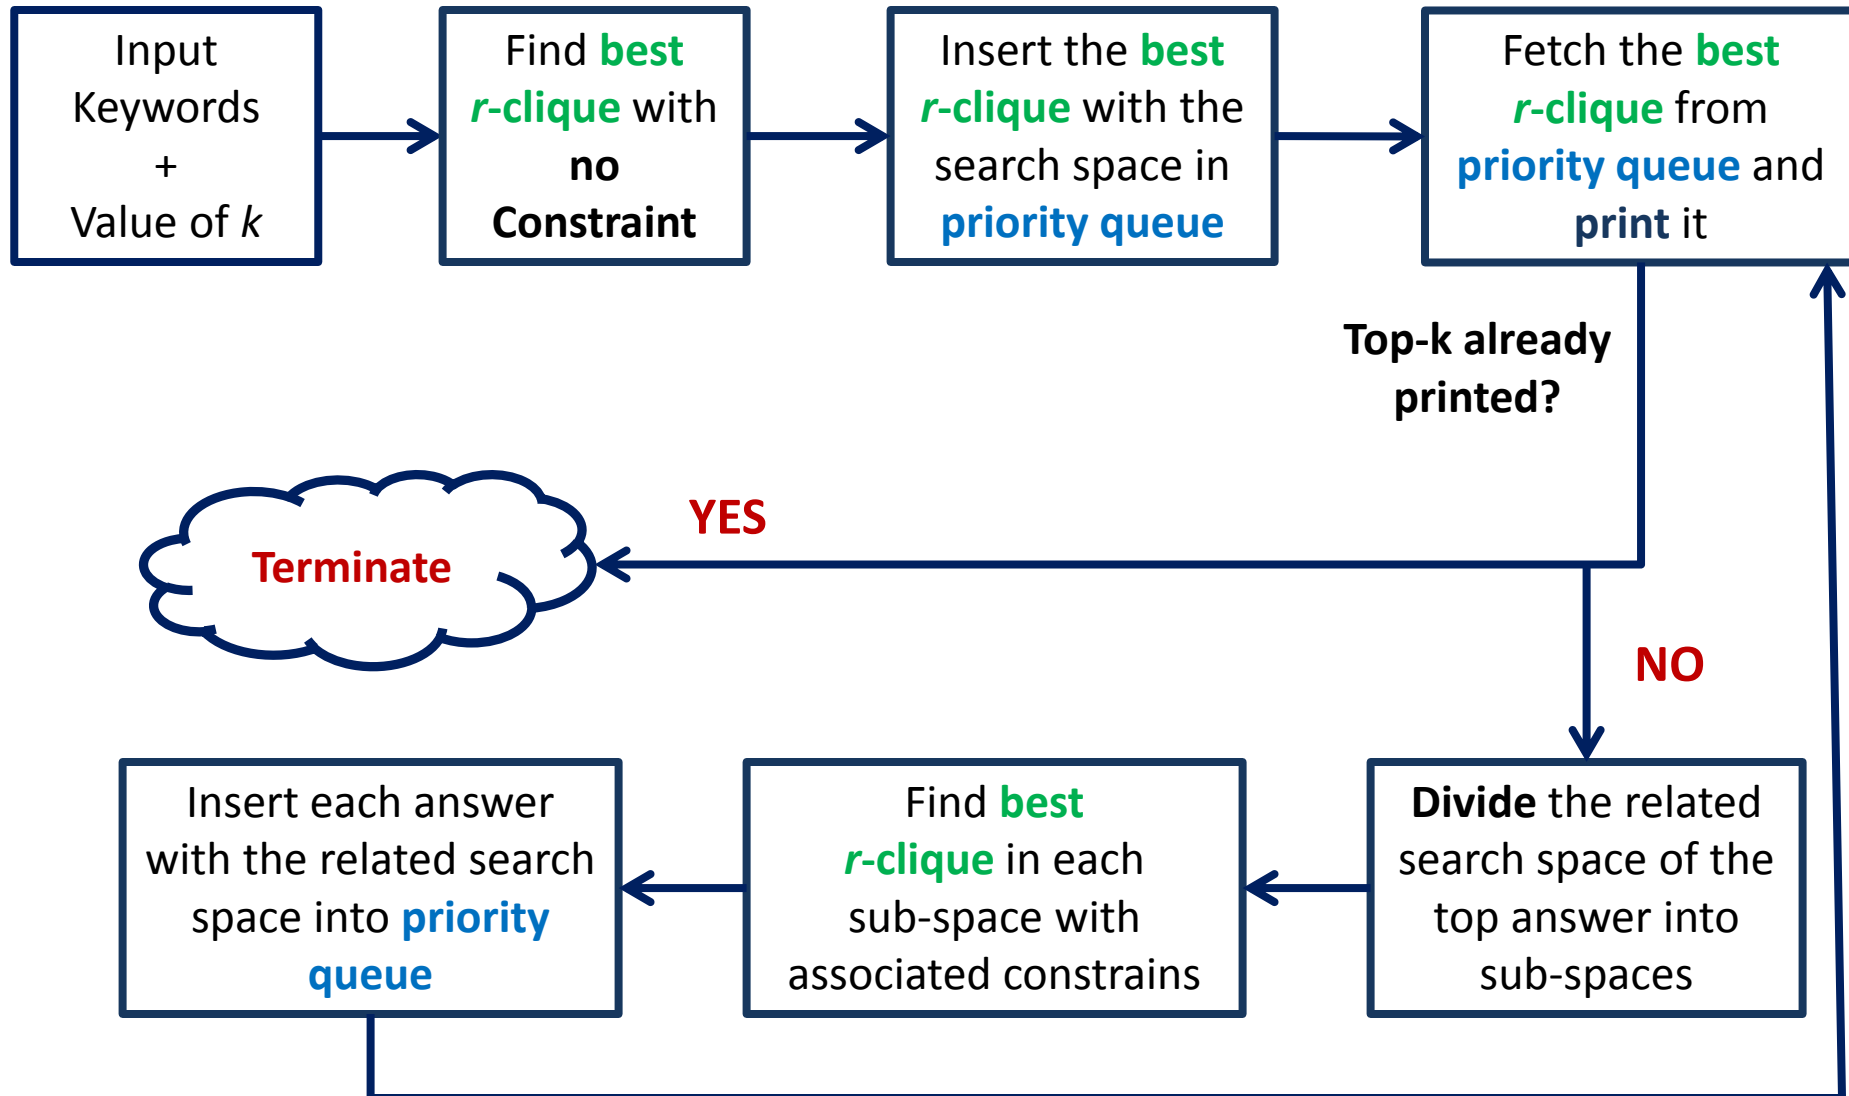 Input
Keywords
+
Value of k
Find best
r-clique with
no
Constraint
Insert the best
r-clique with the
search space in
priority queue
Fetch the best
r-clique from
priority queue and
print it
Top-k already
printed?
YES
Terminate
NO
Insert each answer
with the related search
space into priority
queue
Find best
r-clique in each
sub-space with
associated constrains
Divide the related
search space of the
top answer into
sub-spaces